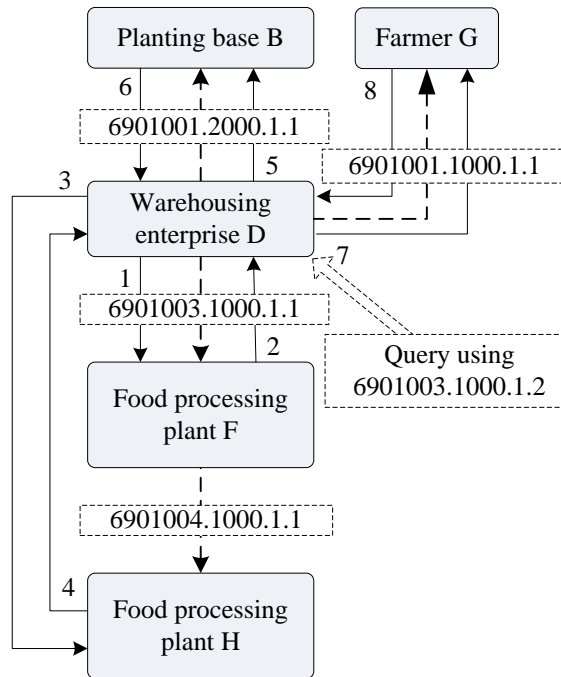 Planting base B
Farmer G
6
8
6901001.2000.1.1
6901001.1000.1.1
3
5
Warehousing
enterprise D
1
7
6901003.1000.1.1
2
Query using
6901003.1000.1.2
Food processing
plant F
6901004.1000.1.1
4
Food processing
plant H